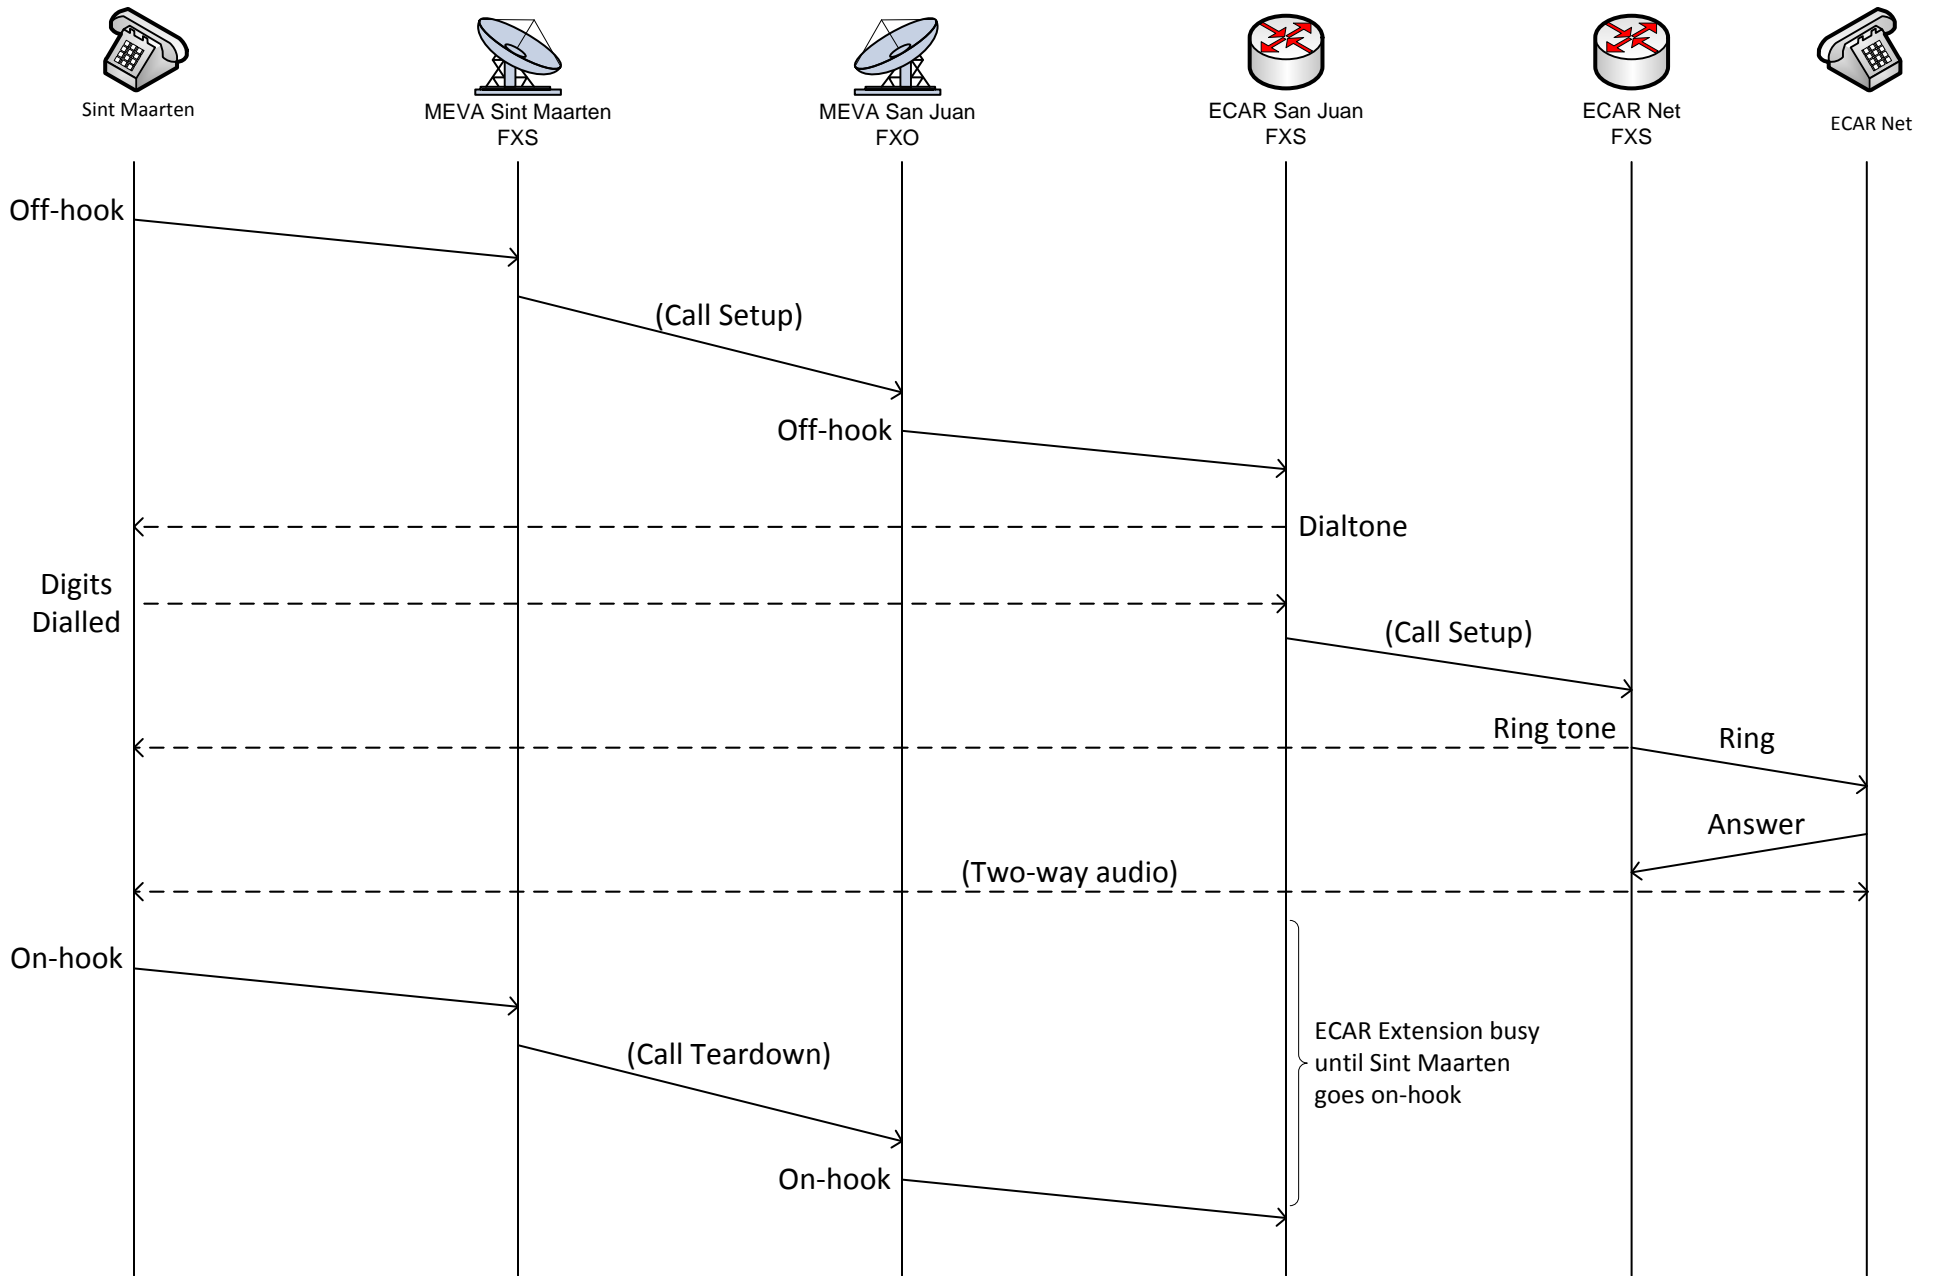 Sint Maarten
MEVA Sint Maarten
FXS
MEVA San Juan
FXO
ECAR San Juan
FXS
ECAR Net
FXS
ECAR Net
Off-hook
(Call Setup)
Off-hook
Dialtone
Digits
Dialled
(Call Setup)
Ring tone
Ring
Answer
(Two-way audio)
On-hook
ECAR Extension busy
until Sint Maarten
goes on-hook
(Call Teardown)
On-hook